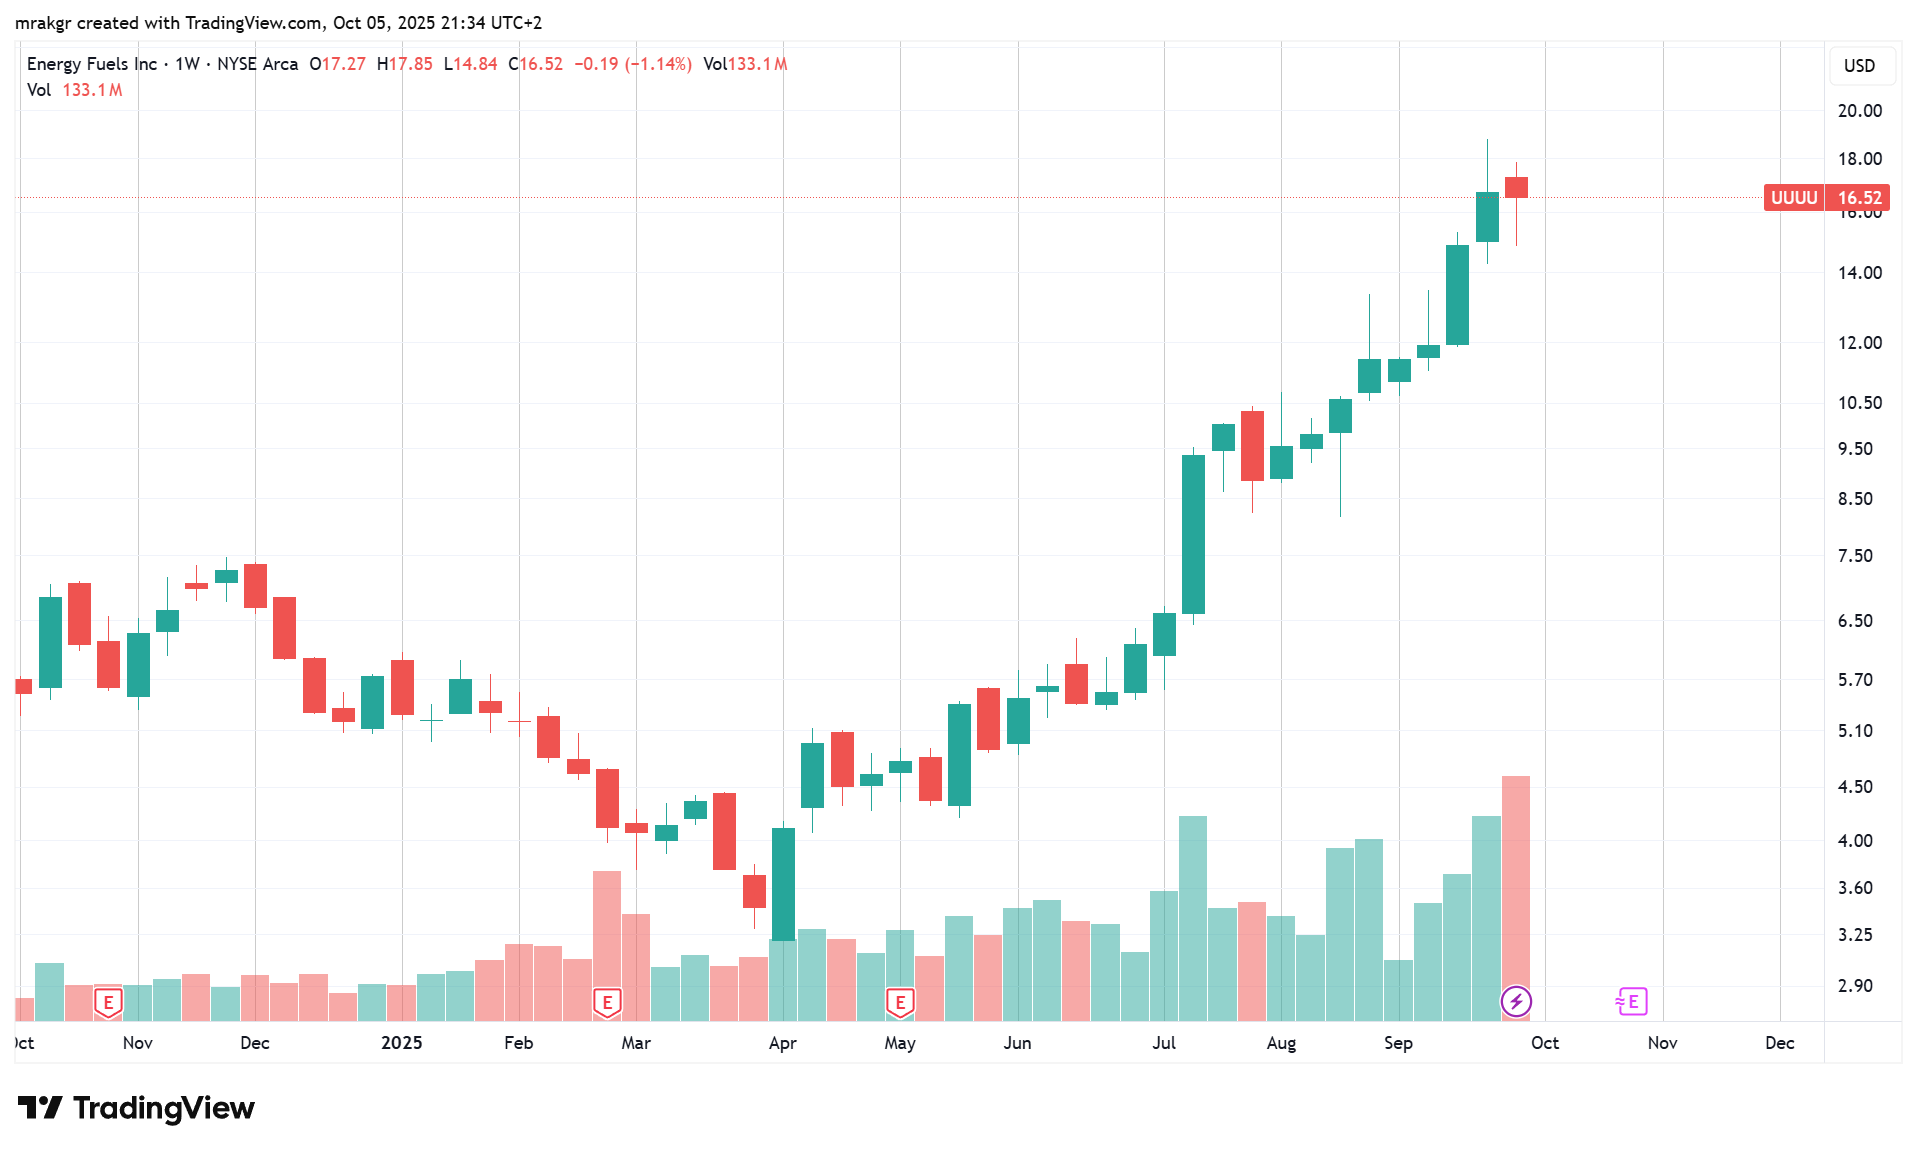 mrakgr created with TradingView.com, Oct 05, 2025 21:34 UTC+2
Energy Fuels Inc · 1W · NYSE Arca O17.27 H17.85 L14.84 C16.52 −0.19 (−1.14%) Vol133.1M
Vol 133.1M
USD
20.00
18.00
UUUU 16.52
16.00
14.00
12.00
10.50
9.50
8.50
7.50
6.50
5.70
5.10
4.50
4.00
3.60
3.25
2.90
E E E ≈E
Oct Nov Dec 2025 Feb Mar Apr May Jun Jul Aug Sep Oct Nov Dec
TradingView